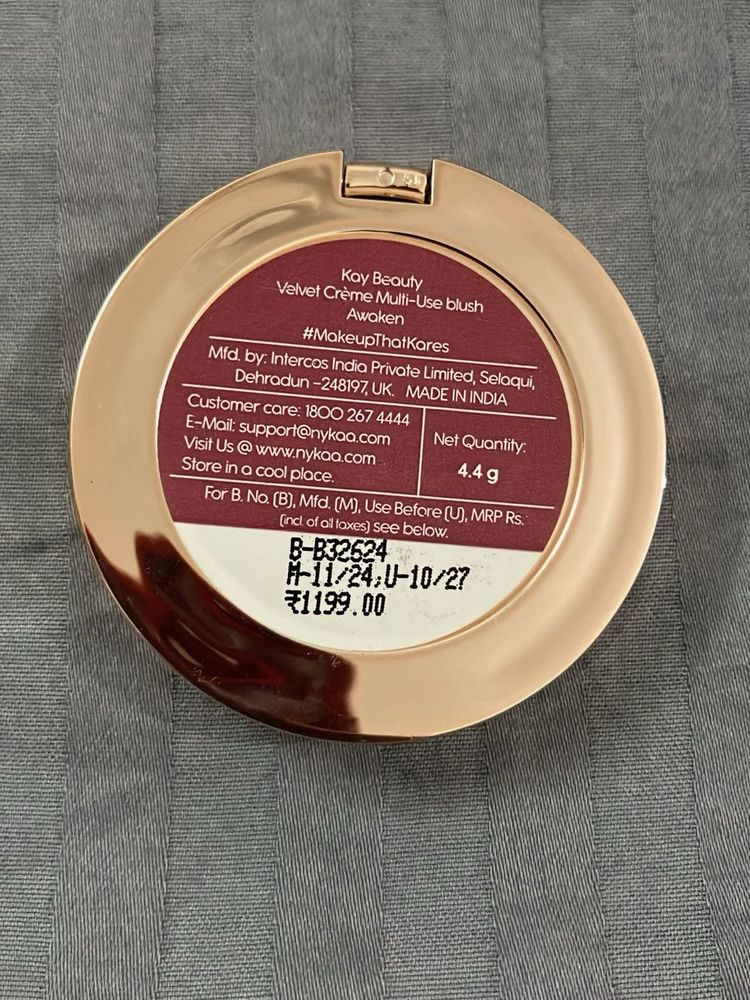 Kay Beauty
Velvet Crème Multi-Use blush
Awaken
#MakeupThatKares
Mfd. by: Intercos India Private Limited, Selaqui,
Dehradun -248197, UK. MADE IN INDIA
Customer care: 1800 267 4444
E-Mail: support@nykaa.com
Visit Us @ www.nykaa.com
Store in a cool place.
Net Quantity:
4.4 g
For B. No. (B), Mfd. (M), Use Before (U), MRP Rs.
(incl. of all taxes) see below.
B-B32624
M-11/24,U-10/27
₹1199.00